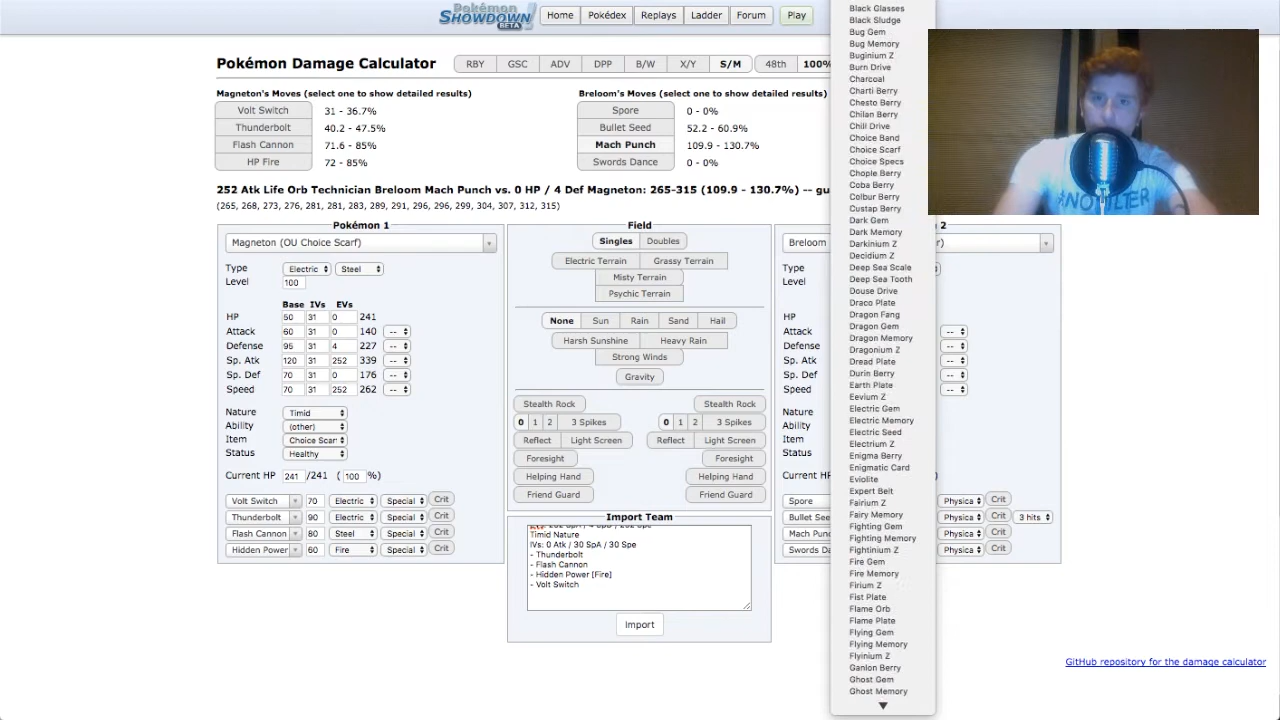 Pokémon
SHOWDOWN!
BETA
Home
Pokédex
Replays
Ladder
Forum
Play
Pokémon Damage Calculator
RBY GSC ADV DPP B/W X/Y S/M 48th 100%
Magneton's Moves (select one to show detailed results)
Volt Switch 31 - 36.7%
Thunderbolt 40.2 - 47.5%
Flash Cannon 71.6 - 85%
HP Fire 72 - 85%
Breloom's Moves (select one to show detailed results)
Spore 0 - 0%
Bullet Seed 52.2 - 60.9%
Mach Punch 109.9 - 130.7%
Swords Dance 0 - 0%
252 Atk Life Orb Technician Breloom Mach Punch vs. 0 HP / 4 Def Magneton: 265-315 (109.9 - 130.7%) -- gu
(265, 268, 273, 276, 281, 281, 283, 289, 291, 296, 296, 299, 304, 307, 312, 315)
Pokémon 1
Magneton (OU Choice Scarf)
Type Electric Steel
Level 100
Base IVs EVs
HP 50 31 0 241
Attack 60 31 0 140 --
Defense 95 31 4 227 --
Sp. Atk 120 31 252 339 --
Sp. Def 70 31 0 176 --
Speed 70 31 252 262 --
Nature Timid
Ability (other)
Item Choice Scarf
Status Healthy
Current HP 241 /241 ( 100 %)
Volt Switch 70 Electric Special Crit
Thunderbolt 90 Electric Special Crit
Flash Cannon 80 Steel Special Crit
Hidden Power 60 Fire Special Crit
Field
Singles Doubles
Electric Terrain Grassy Terrain
Misty Terrain
Psychic Terrain
None Sun Rain Sand Hail
Harsh Sunshine Heavy Rain
Strong Winds
Gravity
Stealth Rock Stealth Rock
0 1 2 3 Spikes 0 1 2 3 Spikes
Reflect Light Screen Reflect Light Screen
Foresight Foresight
Helping Hand Helping Hand
Friend Guard Friend Guard
Import Team
Timid Nature
IVs: 0 Atk / 30 SpA / 30 Spe
- Thunderbolt
- Flash Cannon
- Hidden Power [Fire]
- Volt Switch
Import
2
Breloom
Type
Level
HP
Attack --
Defense --
Sp. Atk --
Sp. Def --
Speed --
Nature
Ability
Item
Status
Current HP
Spore Physica Crit
Bullet Seed Physica Crit 3 hits
Mach Pun Physica Crit
Swords Da Physica Crit
Black Glasses
Black Sludge
Bug Gem
Bug Memory
Buginium Z
Burn Drive
Charcoal
Charti Berry
Chesto Berry
Chilan Berry
Chill Drive
Choice Band
Choice Scarf
Choice Specs
Chople Berry
Coba Berry
Colbur Berry
Custap Berry
Dark Gem
Dark Memory
Darkinium Z
Decidium Z
Deep Sea Scale
Deep Sea Tooth
Douse Drive
Draco Plate
Dragon Fang
Dragon Gem
Dragon Memory
Dragonium Z
Dread Plate
Durin Berry
Earth Plate
Eevium Z
Electric Gem
Electric Memory
Electric Seed
Electrium Z
Enigma Berry
Enigmatic Card
Eviolite
Expert Belt
Fairium Z
Fairy Memory
Fighting Gem
Fighting Memory
Fightinium Z
Fire Gem
Fire Memory
Firium Z
Fist Plate
Flame Orb
Flame Plate
Flying Gem
Flying Memory
Flyinium Z
Ganlon Berry
Ghost Gem
Ghost Memory
GitHub repository for the damage calculator